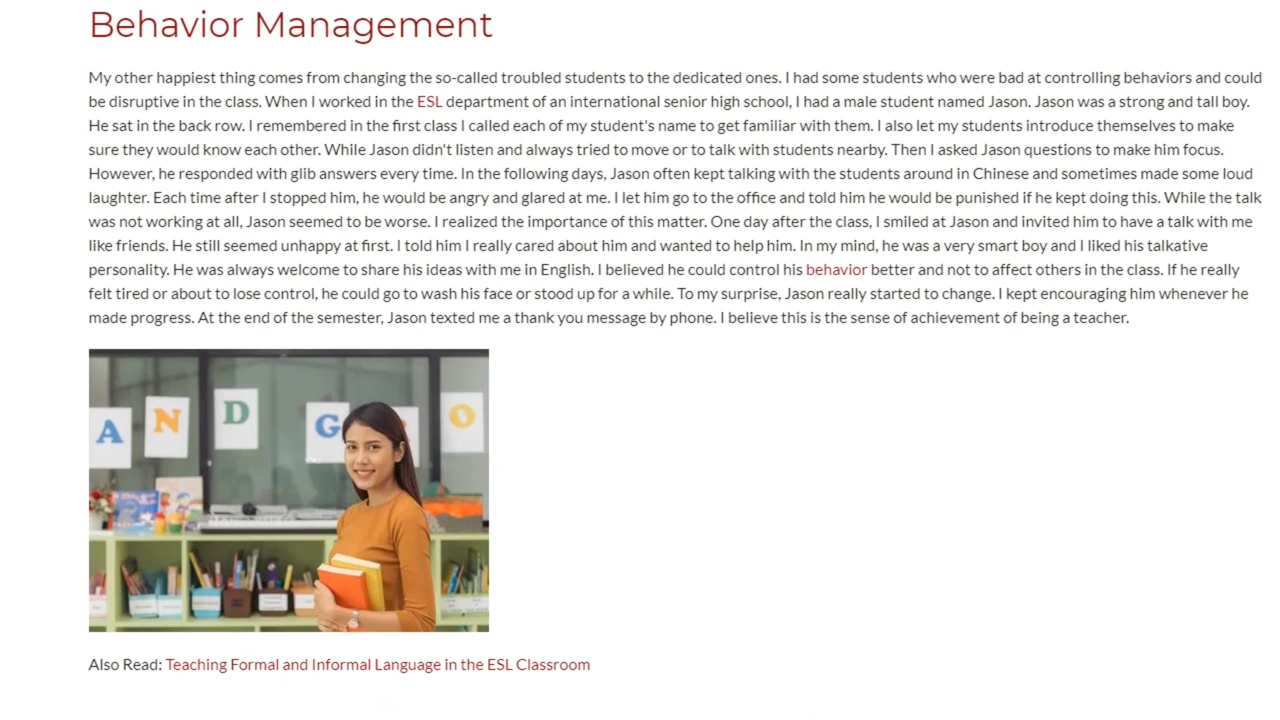 Behavior Management
My other happiest thing comes from changing the so-called troubled students to the dedicated ones. I had some students who were bad at controlling behaviors and could
be disruptive in the class. When I worked in the ESL department of an international senior high school, I had a male student named Jason. Jason was a strong and tall boy.
He sat in the back row. I remembered in the first class I called each of my student's name to get familiar with them. I also let my students introduce themselves to make
sure they would know each other. While Jason didn't listen and always tried to move or to talk with students nearby. Then I asked Jason questions to make him focus.
However, he responded with glib answers every time. In the following days, Jason often kept talking with the students around in Chinese and sometimes made some loud
laughter. Each time after I stopped him, he would be angry and glared at me. I let him go to the office and told him he would be punished if he kept doing this. While the talk
was not working at all, Jason seemed to be worse. I realized the importance of this matter. One day after the class, I smiled at Jason and invited him to have a talk with me
like friends. He still seemed unhappy at first. I told him I really cared about him and wanted to help him. In my mind, he was a very smart boy and I liked his talkative
personality. He was always welcome to share his ideas with me in English. I believed he could control his behavior better and not to affect others in the class. If he really
felt tired or about to lose control, he could go to wash his face or stood up for a while. To my surprise, Jason really started to change. I kept encouraging him whenever he
made progress. At the end of the semester, Jason texted me a thank you message by phone. I believe this is the sense of achievement of being a teacher.
A N D G O
Also Read: Teaching Formal and Informal Language in the ESL Classroom